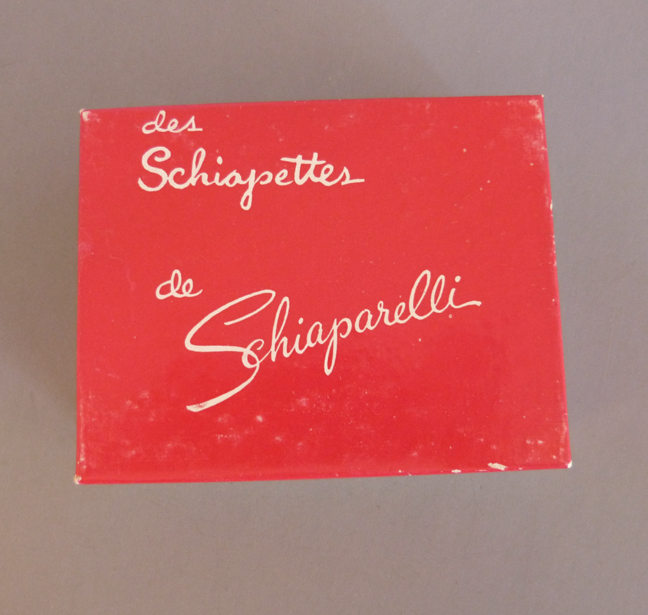 des
Schiapettes
de
Schiaparelli